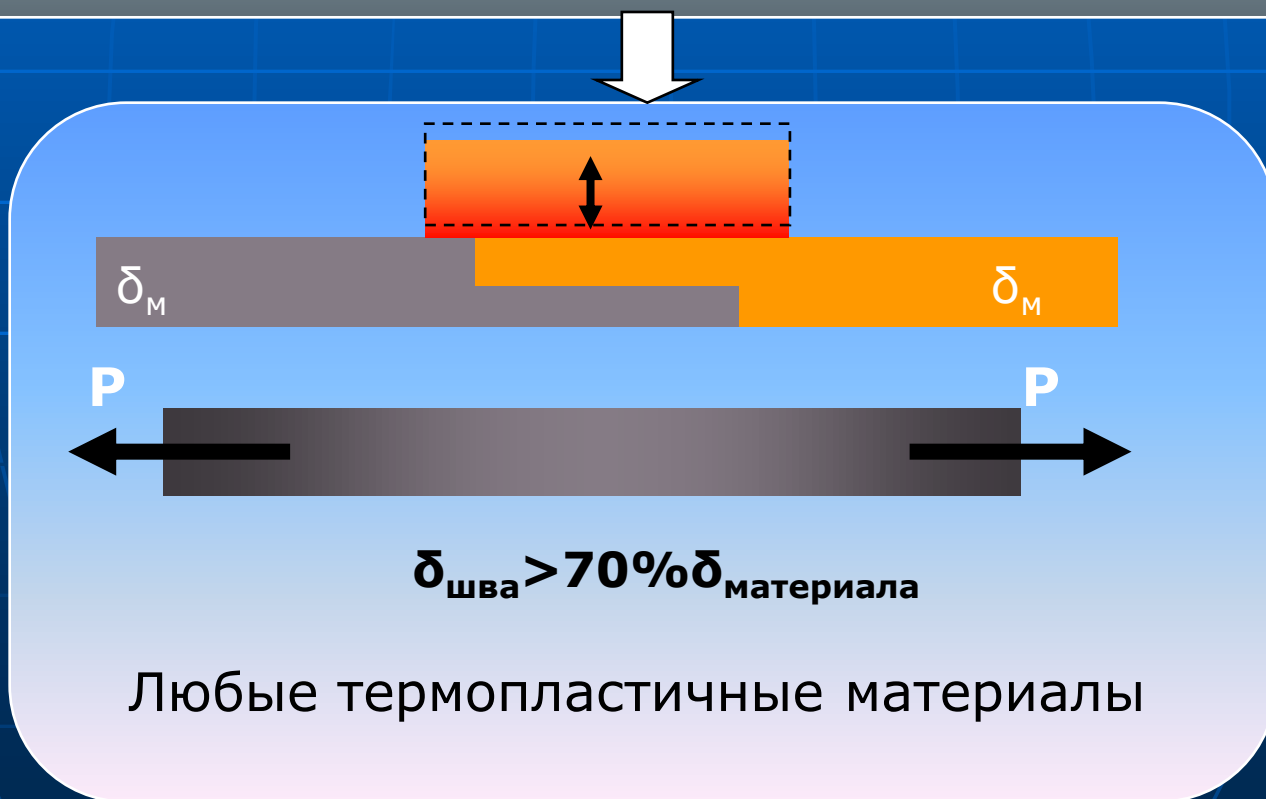 δм δм
P P
δшва>70%δматериала
Любые термопластичные материалы